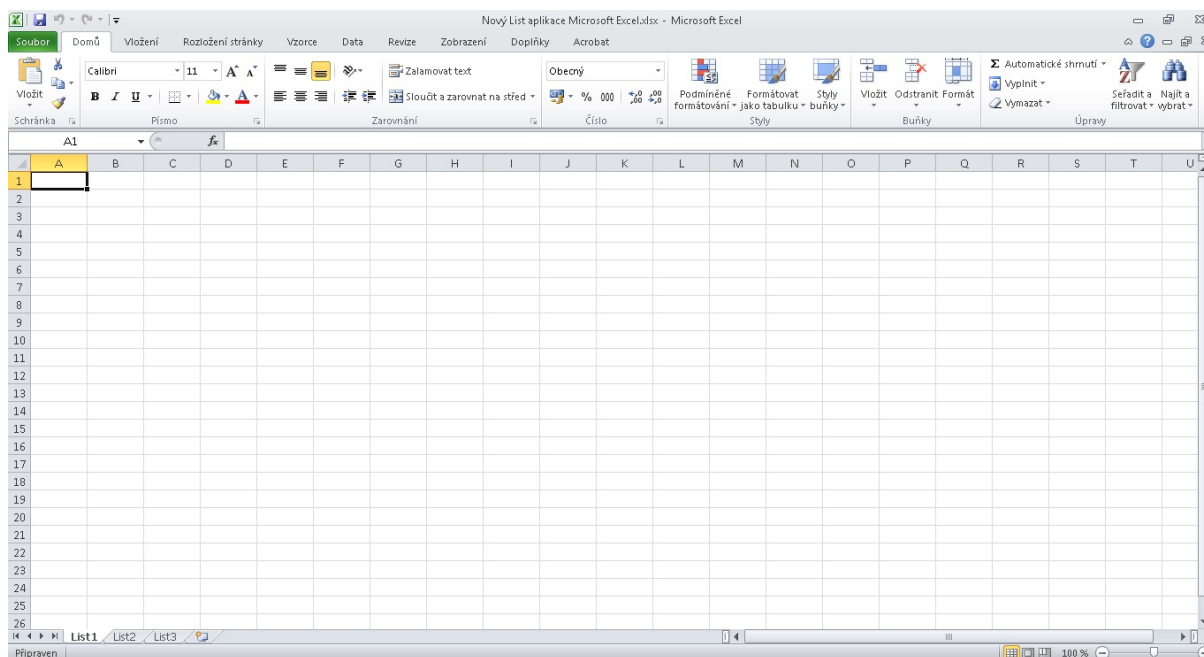 Nový List aplikace Microsoft Excel.xlsx - Microsoft Excel
Soubor Domů Vložení Rozložení stránky Vzorce Data Revize Zobrazení Doplňky Acrobat
Calibri 11 A A Zalamovat text Obecný Σ Automatické shrnutí
Vyplnit
Vložit B I U A Sloučit a zarovnat na střed % 000 Podmíněné formátování Formátovat jako tabulku Styly buňky Vložit Odstranit Formát Vymazat Seřadit a filtrovat Najít a vybrat
Schránka Písmo Zarovnání Číslo Styly Buňky Úpravy
A1 fx
A B C D E F G H I J K L M N O P Q R S T U
1
2
3
4
5
6
7
8
9
10
11
12
13
14
15
16
17
18
19
20
21
22
23
24
25
26
List1 List2 List3
Připraven 100 %